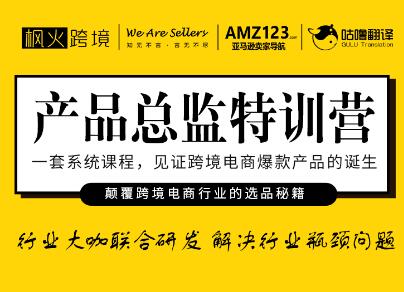 枫火跨境 We Are Sellers AMZ123.com 咕噜翻译
知无不言·言无不尽 亚马逊卖家导航 GULU Translation
产品总监特训营
一套系统课程，见证跨境电商爆款产品的诞生
颠覆跨境电商行业的选品秘籍
行业大咖联合研发 解决行业瓶颈问题